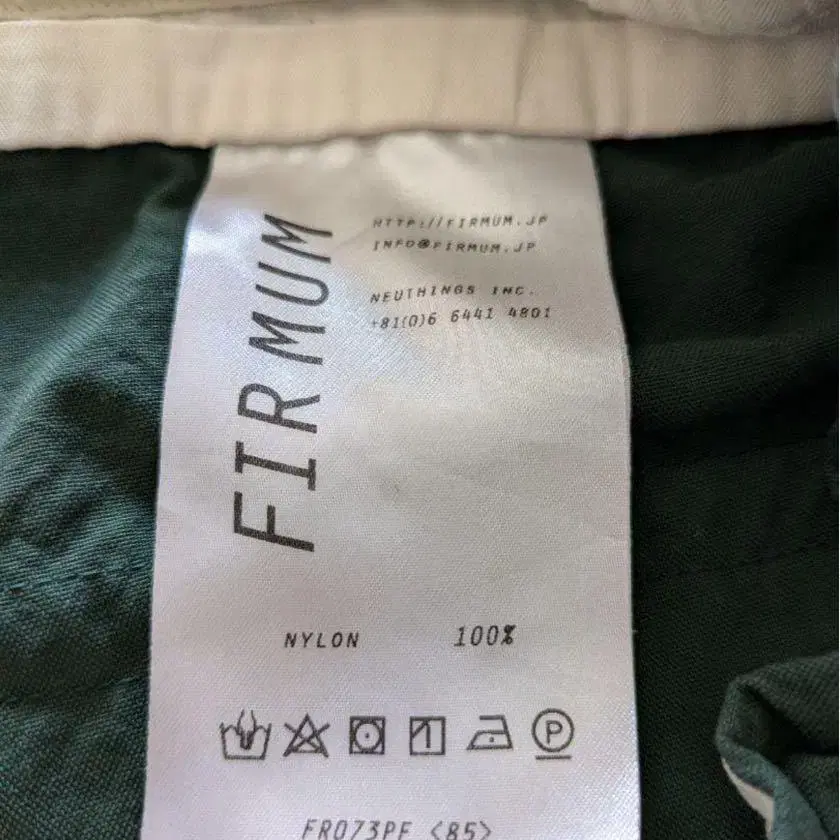 FIRMUM
HTTP://FIRMUM.JP
INFO@FIRMUM.JP
NEUTHINGS INC.
+81(0)6 6441 4801
NYLON 100%
P
FR073PF <85>